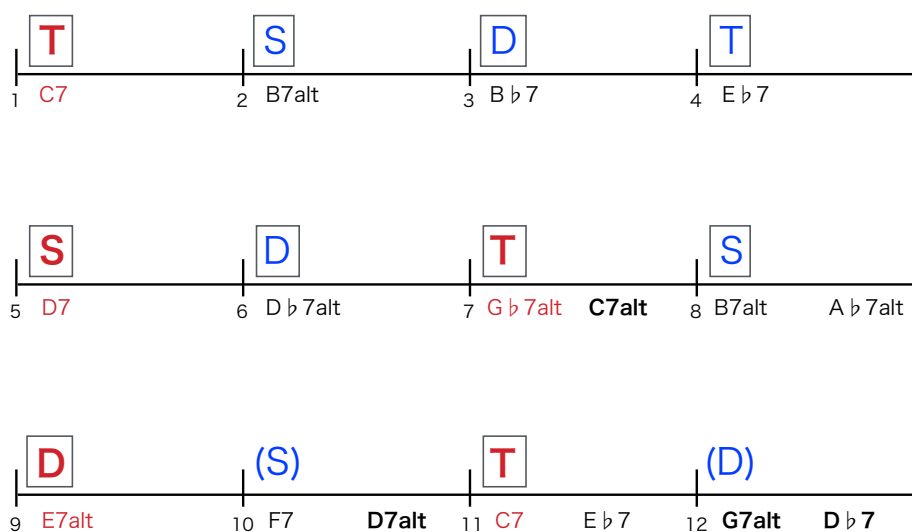 T S D T
1 C7 2 B7alt 3 B♭7 4 E♭7
S D T S
5 D7 6 D♭7alt 7 G♭7alt C7alt 8 B7alt A♭7alt
D (S) T (D)
9 E7alt 10 F7 D7alt 11 C7 E♭7 12 G7alt D♭7